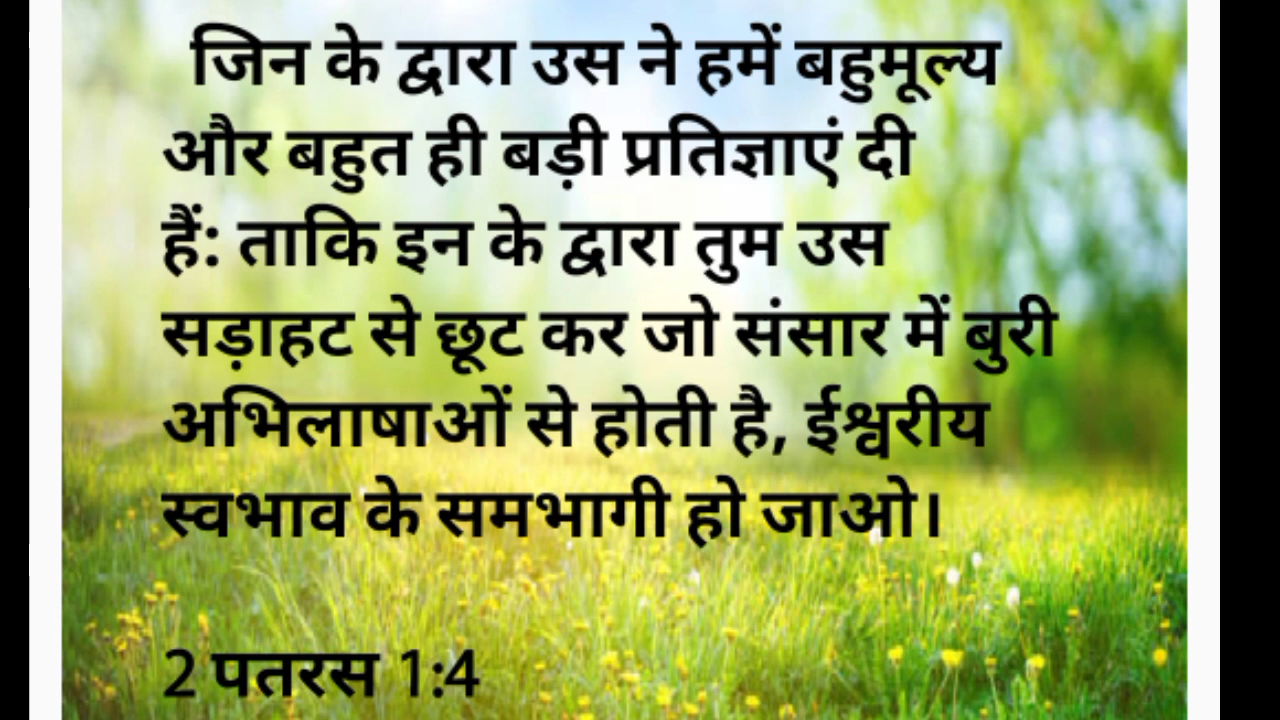 जिन के द्वारा उस ने हमें बहुमूल्य
और बहुत ही बड़ी प्रतिज्ञाएं दी
हैं: ताकि इन के द्वारा तुम उस
सड़ाहट से छूट कर जो संसार में बुरी
अभिलाषाओं से होती है, ईश्वरीय
स्वभाव के समभागी हो जाओ।
2 पतरस 1:4